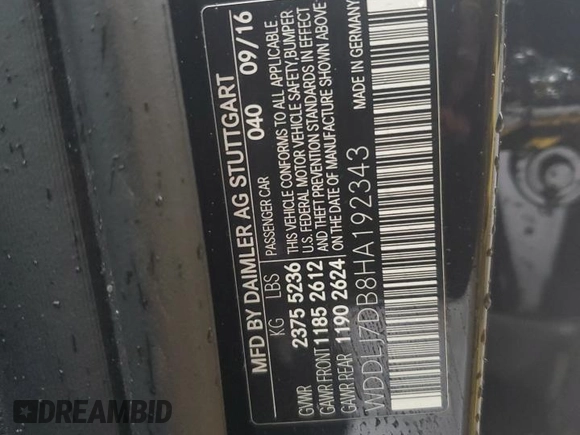 MFD BY DAIMLER AG STUTTGART
040 09/16
KG LBS PASSENGER CAR
GVWR 2375 5236
GAWR FRONT 1185 2612
GAWR REAR 1190 2624
THIS VEHICLE CONFORMS TO ALL APPLICABLE
U.S. FEDERAL MOTOR VEHICLE SAFETY, BUMPER
AND THEFT PREVENTION STANDARDS IN EFFECT
ON THE DATE OF MANUFACTURE SHOWN ABOVE
WDDLJ7DB8HA192343 MADE IN GERMANY
DREAMBID